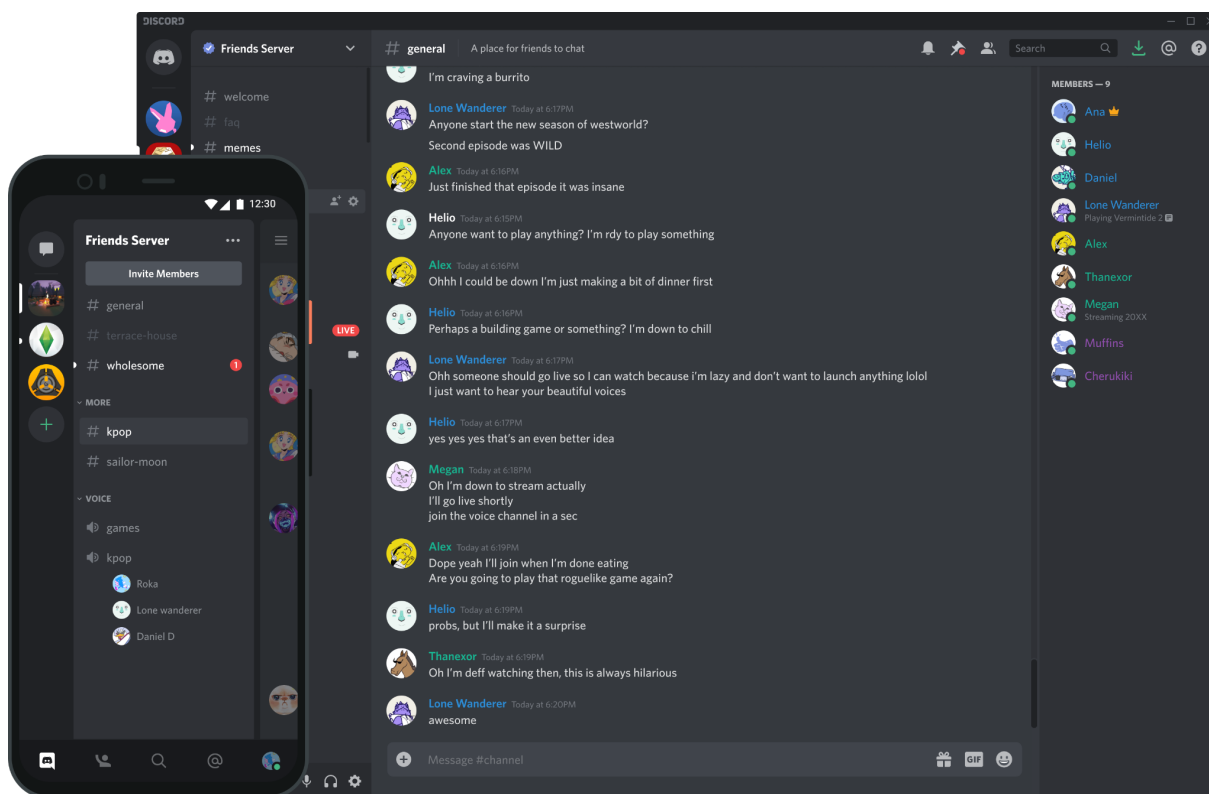 DISCORD
Friends Server
# welcome
# faq
# memes
LIVE
# general
A place for friends to chat
Search
I'm craving a burrito
Lone Wanderer Today at 6:17PM
Anyone start the new season of westworld?
Second episode was WILD
Alex Today at 6:16PM
Just finished that episode it was insane
Helio Today at 6:15PM
Anyone want to play anything? I'm rdy to play something
Alex Today at 6:16PM
Ohhh I could be down I'm just making a bit of dinner first
Helio Today at 6:16PM
Perhaps a building game or something? I'm down to chill
Lone Wanderer Today at 6:17PM
Ohh someone should go live so I can watch because i'm lazy and don't want to launch anything lolol
I just want to hear your beautiful voices
Helio Today at 6:17PM
yes yes yes that's an even better idea
Megan Today at 6:18PM
Oh I'm down to stream actually
I'll go live shortly
join the voice channel in a sec
Alex Today at 6:19PM
Dope yeah I'll join when I'm done eating
Are you going to play that roguelike game again?
Helio Today at 6:19PM
probs, but I'll make it a surprise
Thanexor Today at 6:19PM
Oh I'm deff watching then, this is always hilarious
Lone Wanderer Today at 6:20PM
awesome
Message #channel
GIF
MEMBERS — 9
Ana
Helio
Daniel
Lone Wanderer
Playing Vermintide 2
Alex
Thanexor
Megan
Streaming 20XX
Muffins
Cherukiki
12:30
Friends Server
Invite Members
# general
# terrace-house
# wholesome 1
MORE
# kpop
# sailor-moon
VOICE
games
kpop
Roka
Lone wanderer
Daniel D